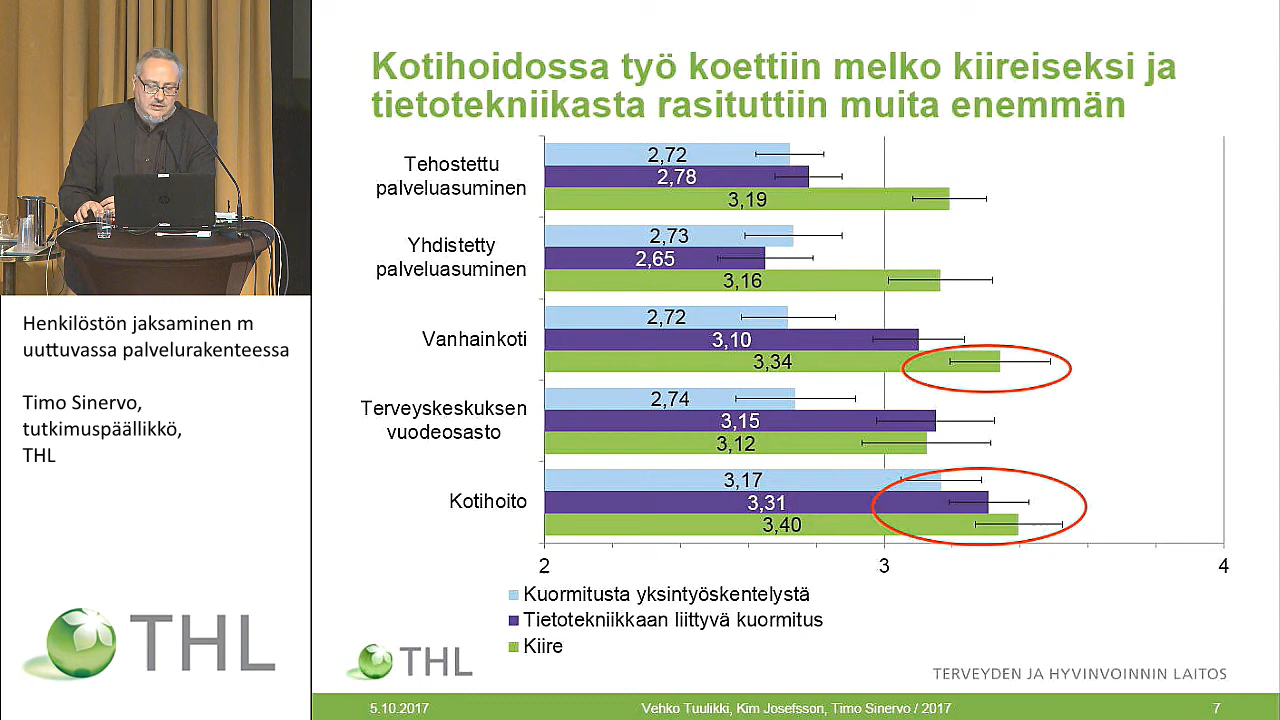 Kotihoidossa työ koettiin melko kiireiseksi ja
tietotekniikasta rasituttiin muita enemmän
Tehostettu
palveluasuminen
2,72
2,78
3,19
Yhdistetty
palveluasuminen
2,73
2,65
3,16
Vanhainkoti
2,72
3,10
3,34
Terveyskeskuksen
vuodeosasto
2,74
3,15
3,12
Kotihoito
3,17
3,31
3,40
2 3 4
Kuormitusta yksintyöskentelystä
Tietotekniikkaan liittyvä kuormitus
Kiire
THL
TERVEYDEN JA HYVINVOINNIN LAITOS
5.10.2017 Vehko Tuulikki, Kim Josefsson, Timo Sinervo / 2017 7
Henkilöstön jaksaminen m
uuttuvassa palvelurakenteessa
Timo Sinervo,
tutkimuspäällikkö,
THL
THL